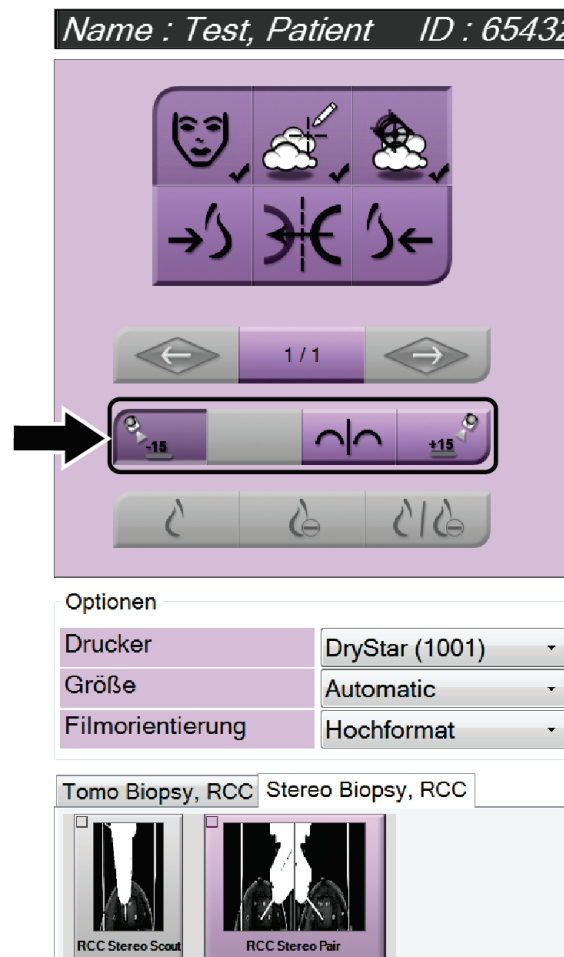 Name : Test, Patient ID : 65432
1 / 1
-15 +15
Optionen
Drucker DryStar (1001)
Größe Automatic
Filmorientierung Hochformat
Tomo Biopsy, RCC Stereo Biopsy, RCC
RCC Stereo Scout RCC Stereo Pair